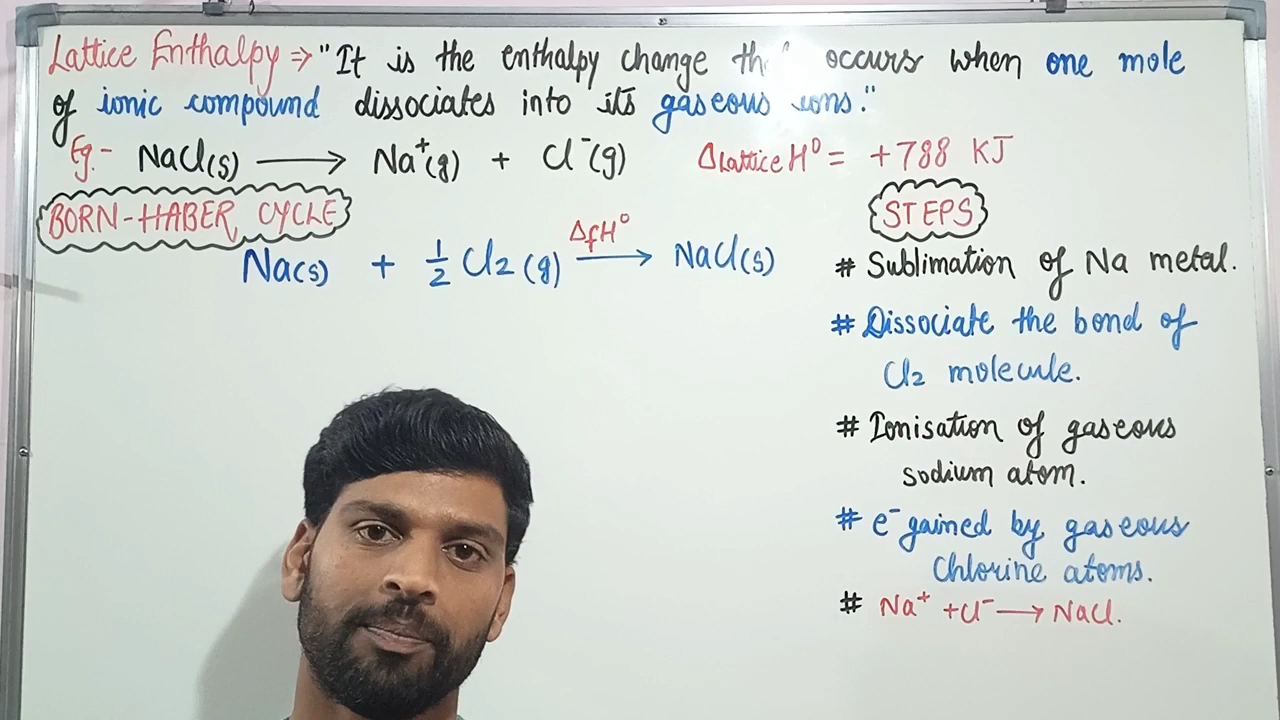 Lattice Enthalpy ⇒ "It is the enthalpy change occurs when one mole
of ionic compound dissociates into its gaseous ions."
Eg.- NaCl(s) ⟶ Na⁺(g) + Cl⁻(g) ΔLattice H⁰ = +788 KJ
BORN-HABER CYCLE
Na(s) + ½ Cl₂ (g) ΔfH⁰ ⟶ NaCl(s)
STEPS
# Sublimation of Na metal.
# Dissociate the bond of
Cl₂ molecule.
# Ionisation of gaseous
sodium atom.
# e⁻ gained by gaseous
Chlorine atoms.
# Na⁺ + Cl⁻ ⟶ NaCl.